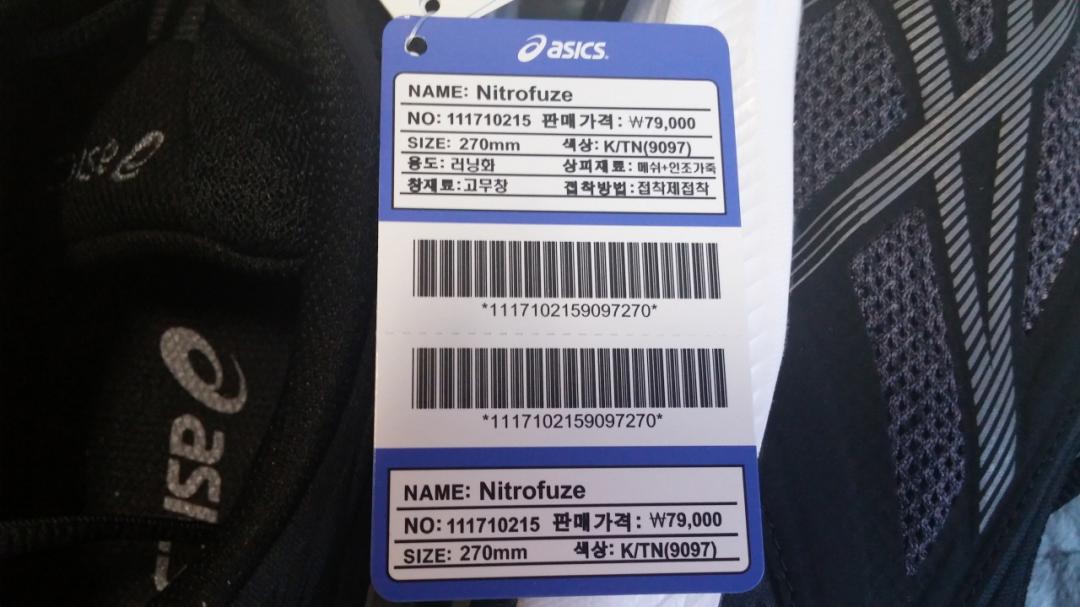 asics
NAME: Nitrofuze
NO: 111710215 판매가격: ₩79,000
SIZE: 270mm 색상: K/TN(9097)
용도: 러닝화 상피재료: 메쉬+인조가죽
창재료:고무창 접착방법:접착제접착
*1117102159097270*
*1117102159097270*
NAME: Nitrofuze
NO: 111710215 판매가격: ₩79,000
SIZE: 270mm 색상: K/TN(9097)
asics
asi